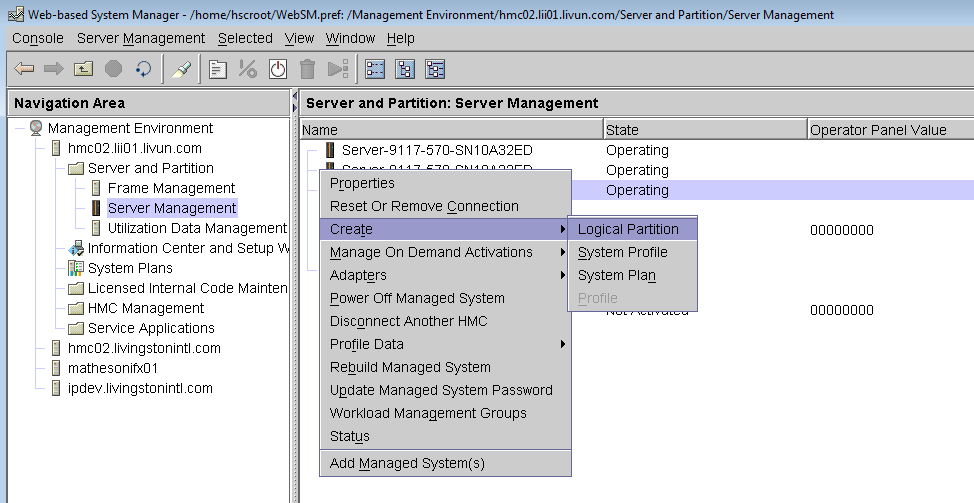 Web-based System Manager - /home/hscroot/WebSM.pref: /Management Environment/hmc02.lii01.livun.com/Server and Partition/Server Management
Console Server Management Selected View Window Help
Navigation Area
Management Environment
hmc02.lii01.livun.com
Server and Partition
Frame Management
Server Management
Utilization Data Management
Information Center and Setup W
System Plans
Licensed Internal Code Mainten
HMC Management
Service Applications
hmc02.livingstonintl.com
mathesonifx01
ipdev.livingstonintl.com
Server and Partition: Server Management
Name State Operator Panel Value
Server-9117-570-SN10A32ED Operating
Operating
Operating
00000000
Not Activated 00000000
Properties
Reset Or Remove Connection
Create
Manage On Demand Activations
Adapters
Power Off Managed System
Disconnect Another HMC
Profile Data
Rebuild Managed System
Update Managed System Password
Workload Management Groups
Status
Add Managed System(s)
Logical Partition
System Profile
System Plan
Profile